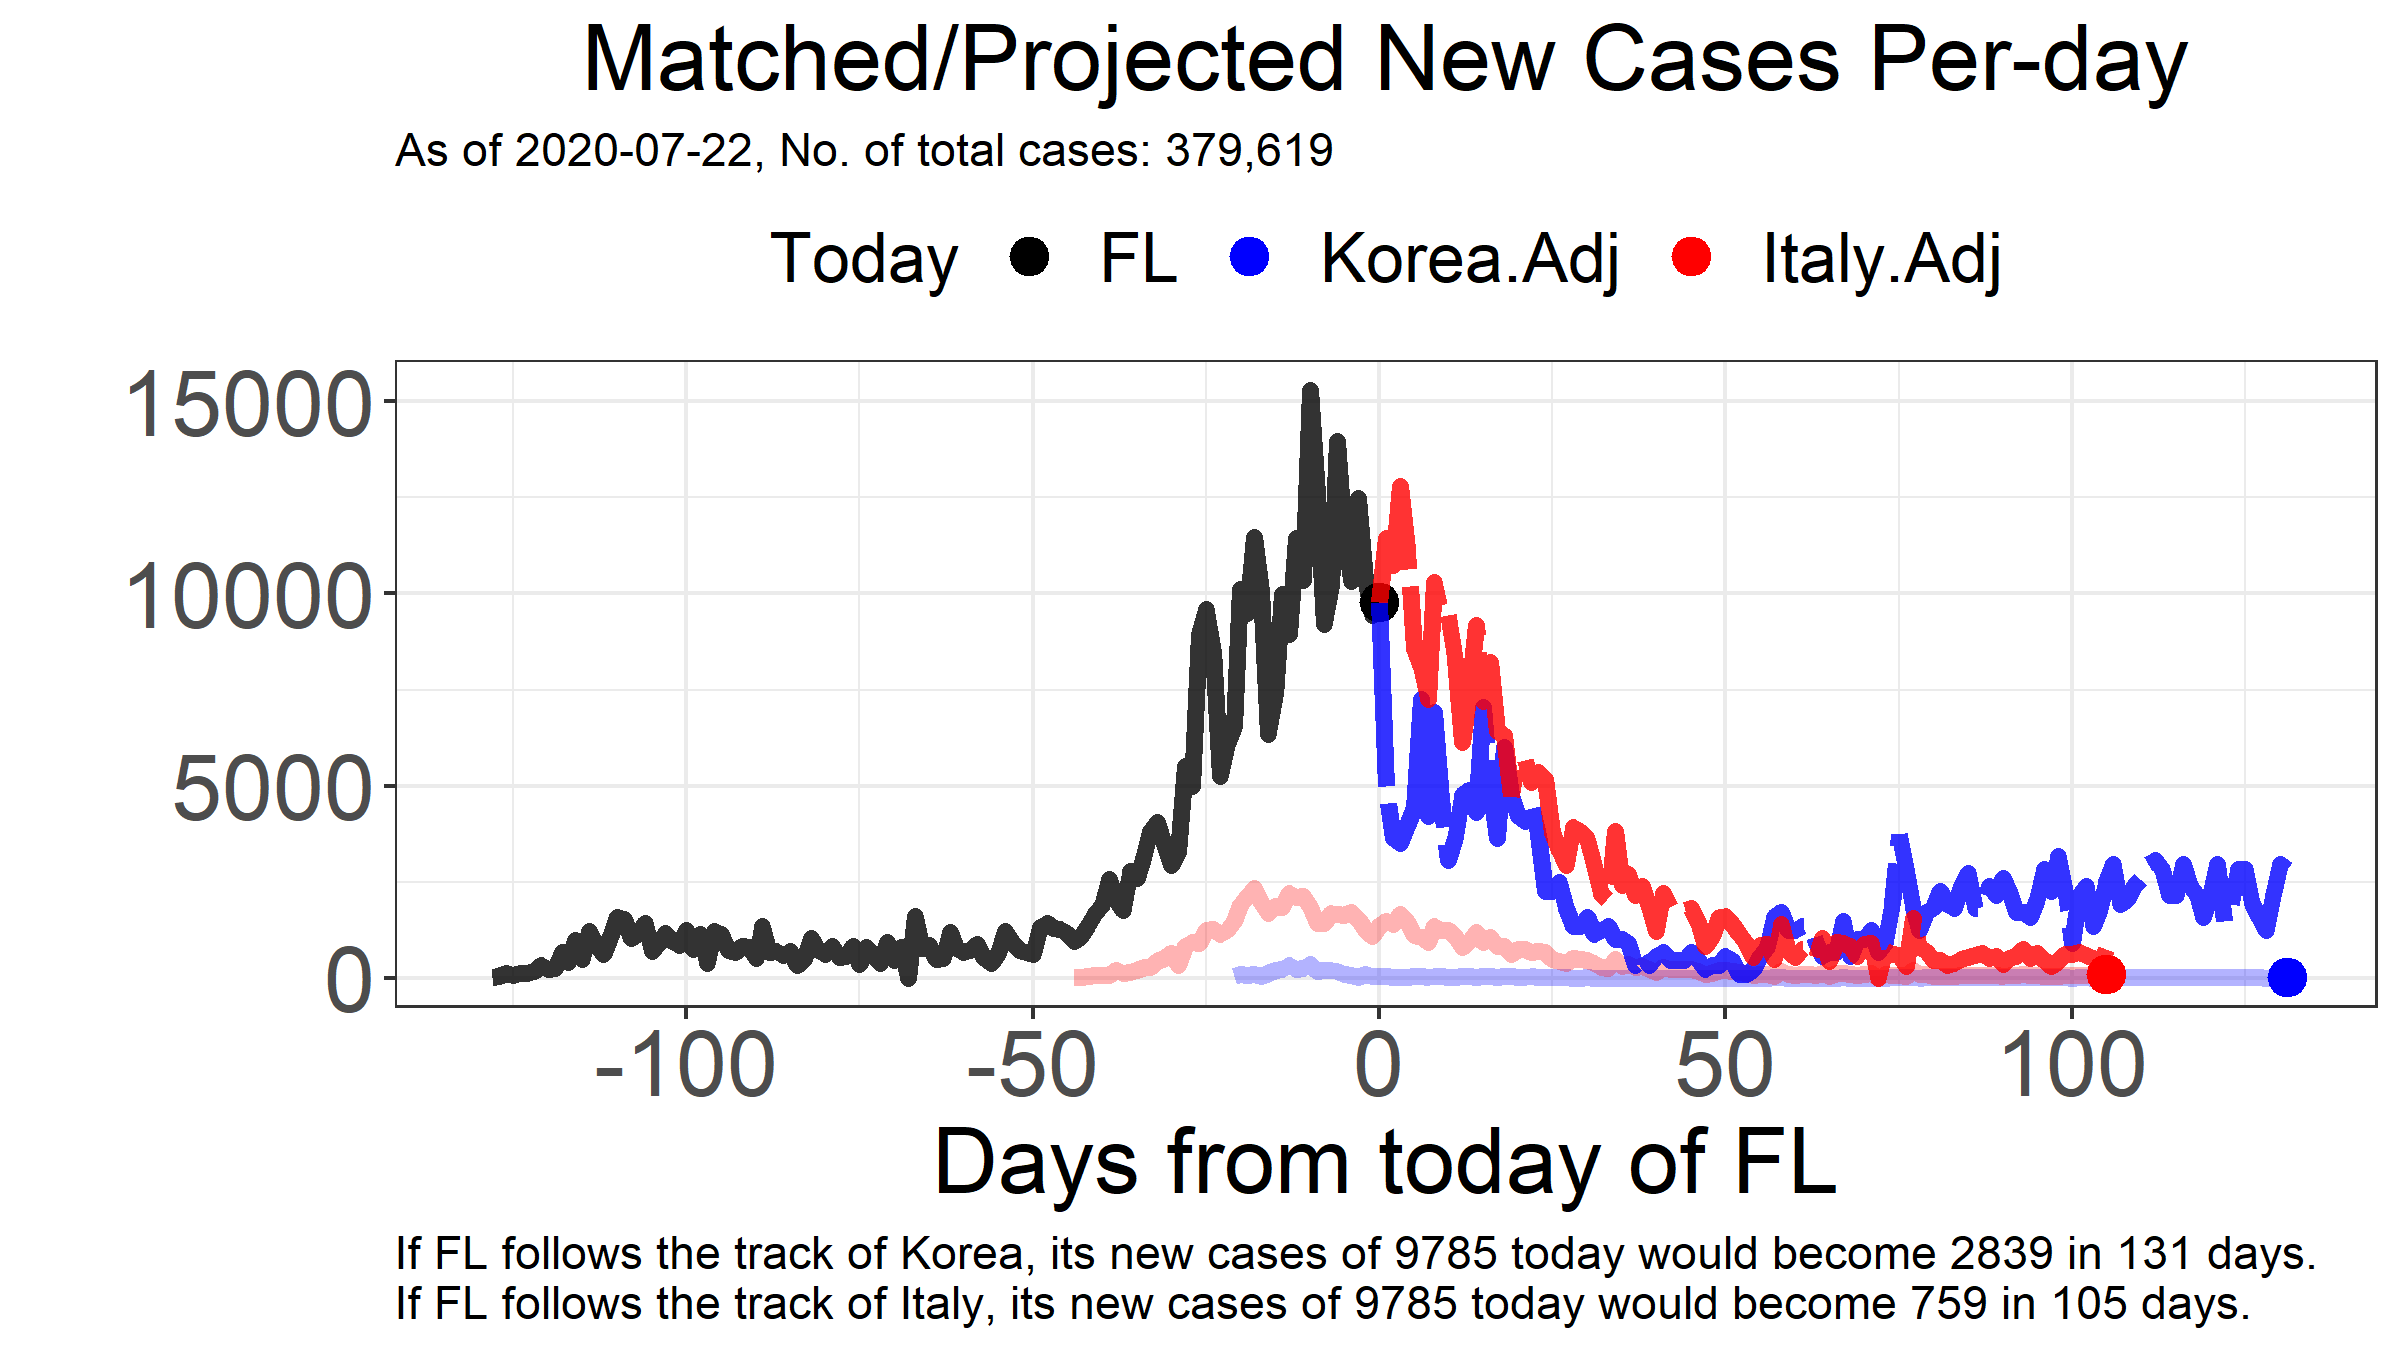 Matched/Projected New Cases Per-day
As of 2020-07-22, No. of total cases: 379,619
Today FL Korea.Adj Italy.Adj
15000
10000
5000
0
-100 -50 0 50 100
Days from today of FL
If FL follows the track of Korea, its new cases of 9785 today would become 2839 in 131 days.
If FL follows the track of Italy, its new cases of 9785 today would become 759 in 105 days.